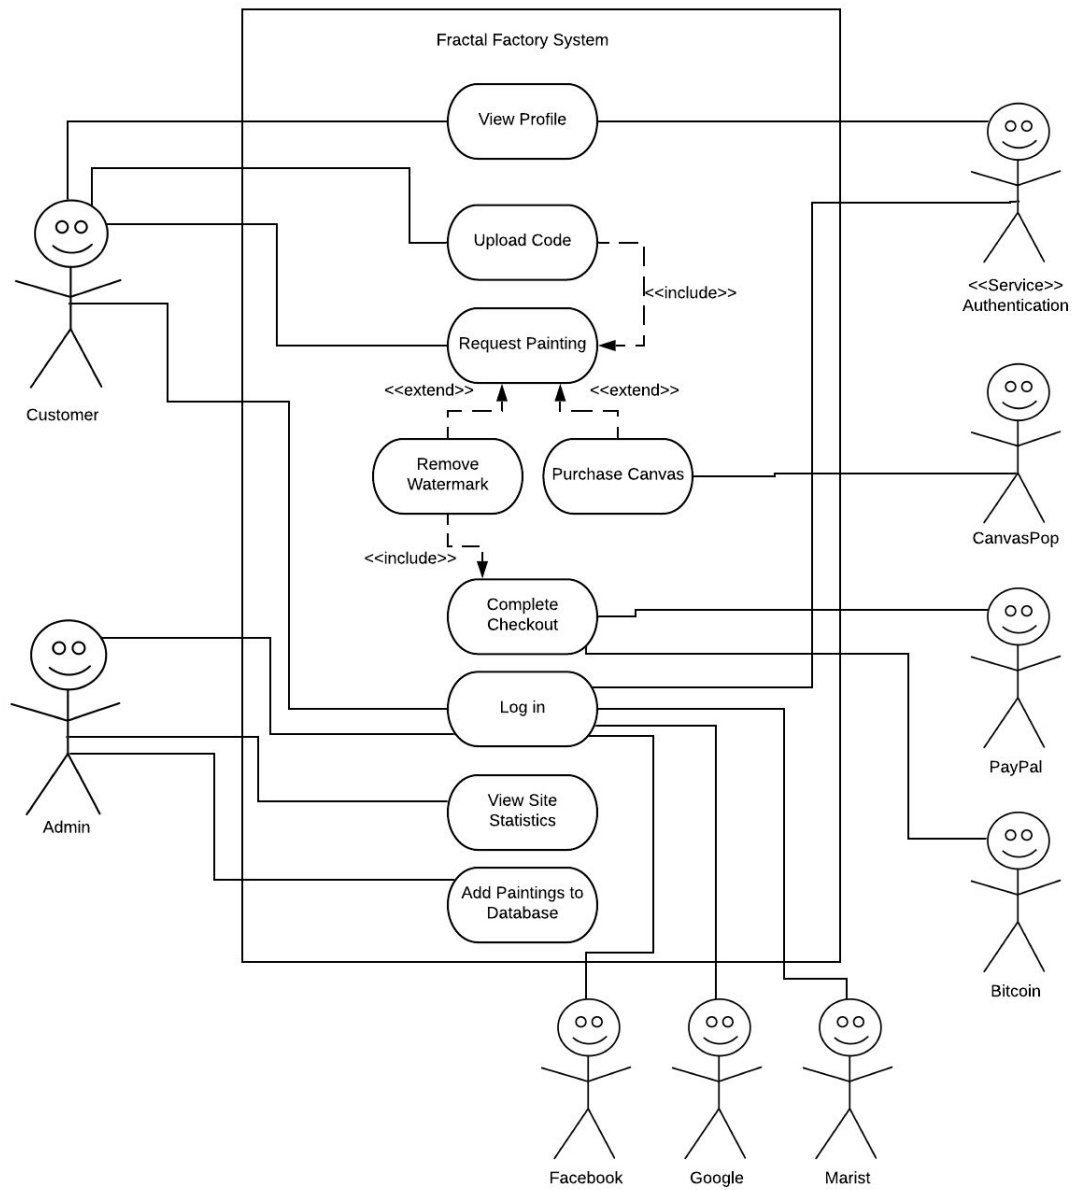 Fractal Factory System
View Profile
Upload Code
<<include>>
<<Service>>
Authentication
Request Painting
<<extend>>
<<extend>>
Customer
Remove
Watermark
Purchase Canvas
CanvasPop
<<include>>
Complete
Checkout
Log in
PayPal
View Site
Statistics
Admin
Add Paintings to
Database
Bitcoin
Facebook
Google
Marist